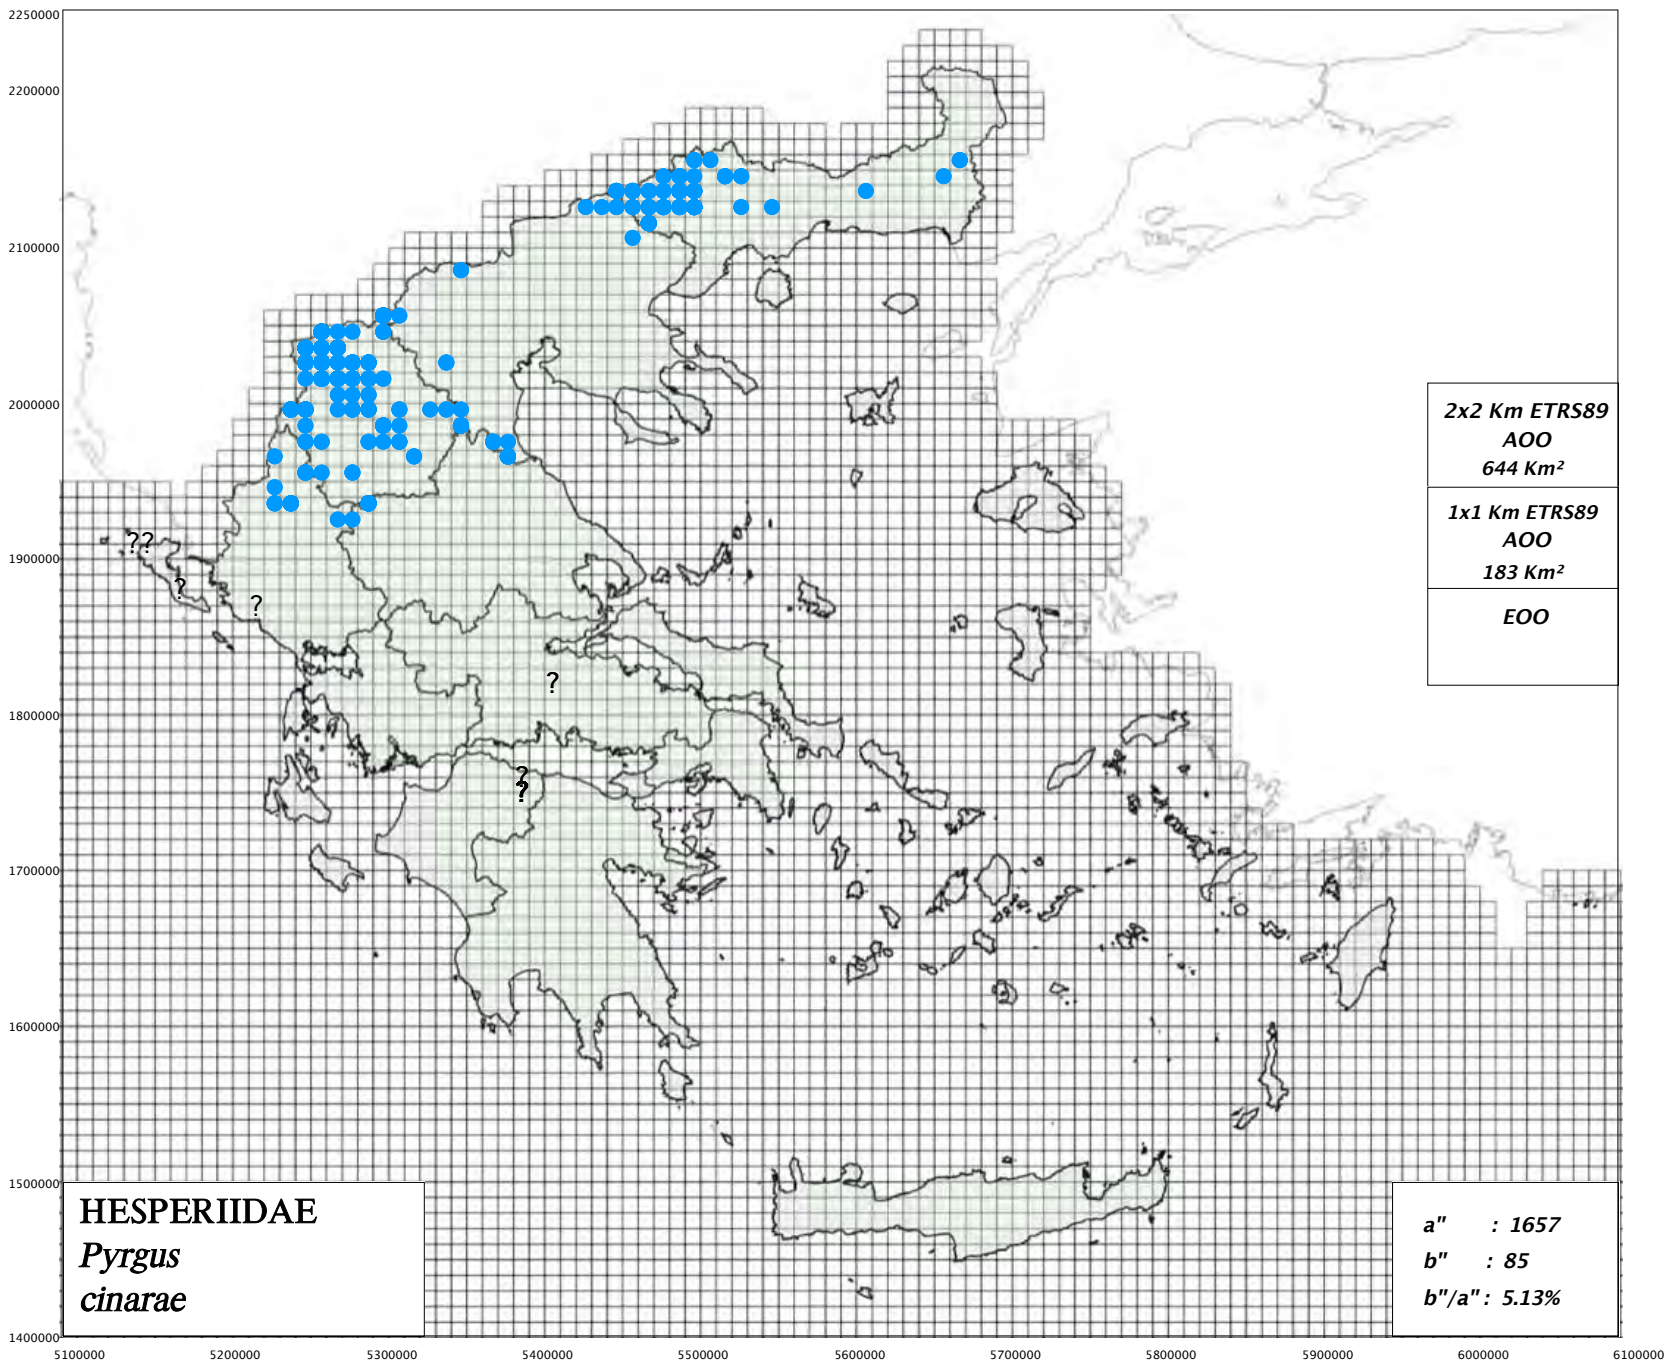 2250000
2200000
2100000
2000000
1900000
1800000
1700000
1600000
1500000
1400000
5100000 5200000 5300000 5400000 5500000 5600000 5700000 5800000 5900000 6000000 6100000
??
?
?
?
?
?
2x2 Km ETRS89
AOO
644 Km²
1x1 Km ETRS89
AOO
183 Km²
EOO
HESPERIIDAE
Pyrgus
cinarae
a" : 1657
b" : 85
b"/a" : 5.13%